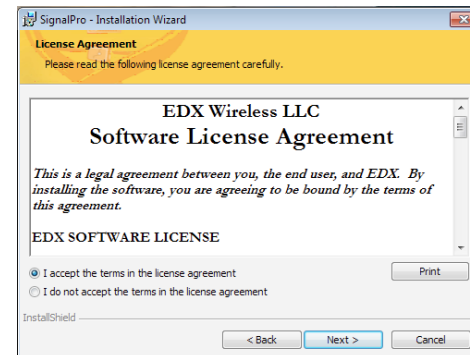 SignalPro - Installation Wizard
License Agreement
Please read the following license agreement carefully.
EDX Wireless LLC
Software License Agreement
This is a legal agreement between you, the end user, and EDX.  By
installing the software, you are agreeing to be bound by the terms of
this agreement.
EDX SOFTWARE LICENSE
I accept the terms in the license agreement
Print
I do not accept the terms in the license agreement
InstallShield
< Back
Next >
Cancel